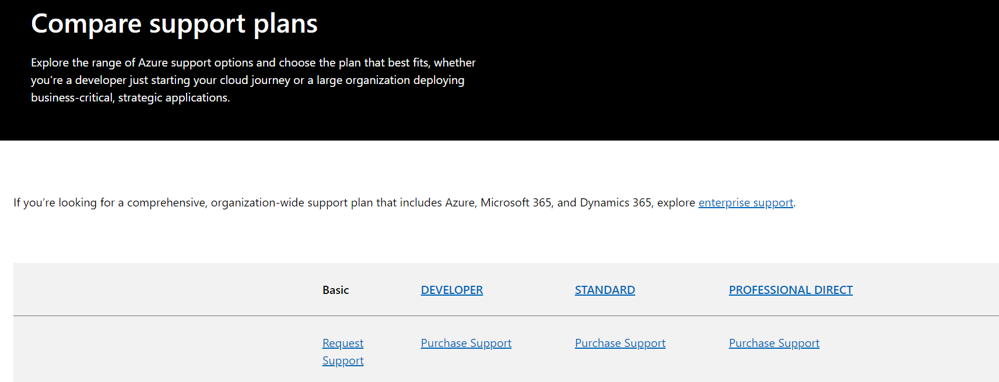 Compare support plans
Explore the range of Azure support options and choose the plan that best fits, whether
you're a developer just starting your cloud journey or a large organization deploying
business-critical, strategic applications.
If you’re looking for a comprehensive, organization-wide support plan that includes Azure, Microsoft 365, and Dynamics 365, explore enterprise support.
Basic DEVELOPER STANDARD PROFESSIONAL DIRECT
Request Purchase Support Purchase Support Purchase Support
Support